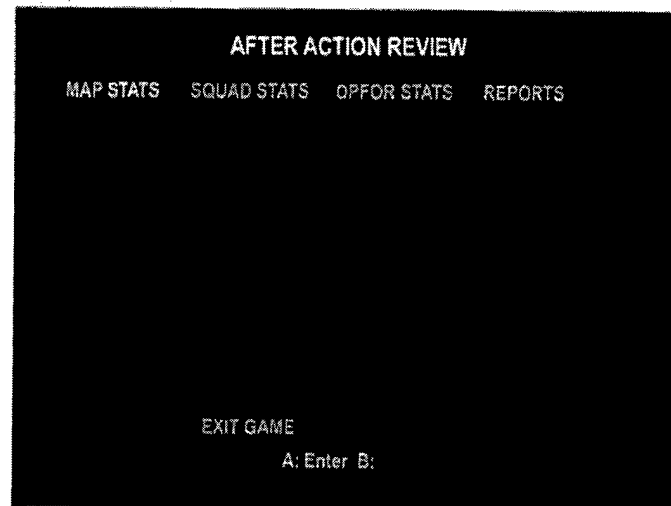 AFTER ACTION REVIEW
MAP STATS SQUAD STATS OPFOR STATS REPORTS
EXIT GAME
A: Enter B: